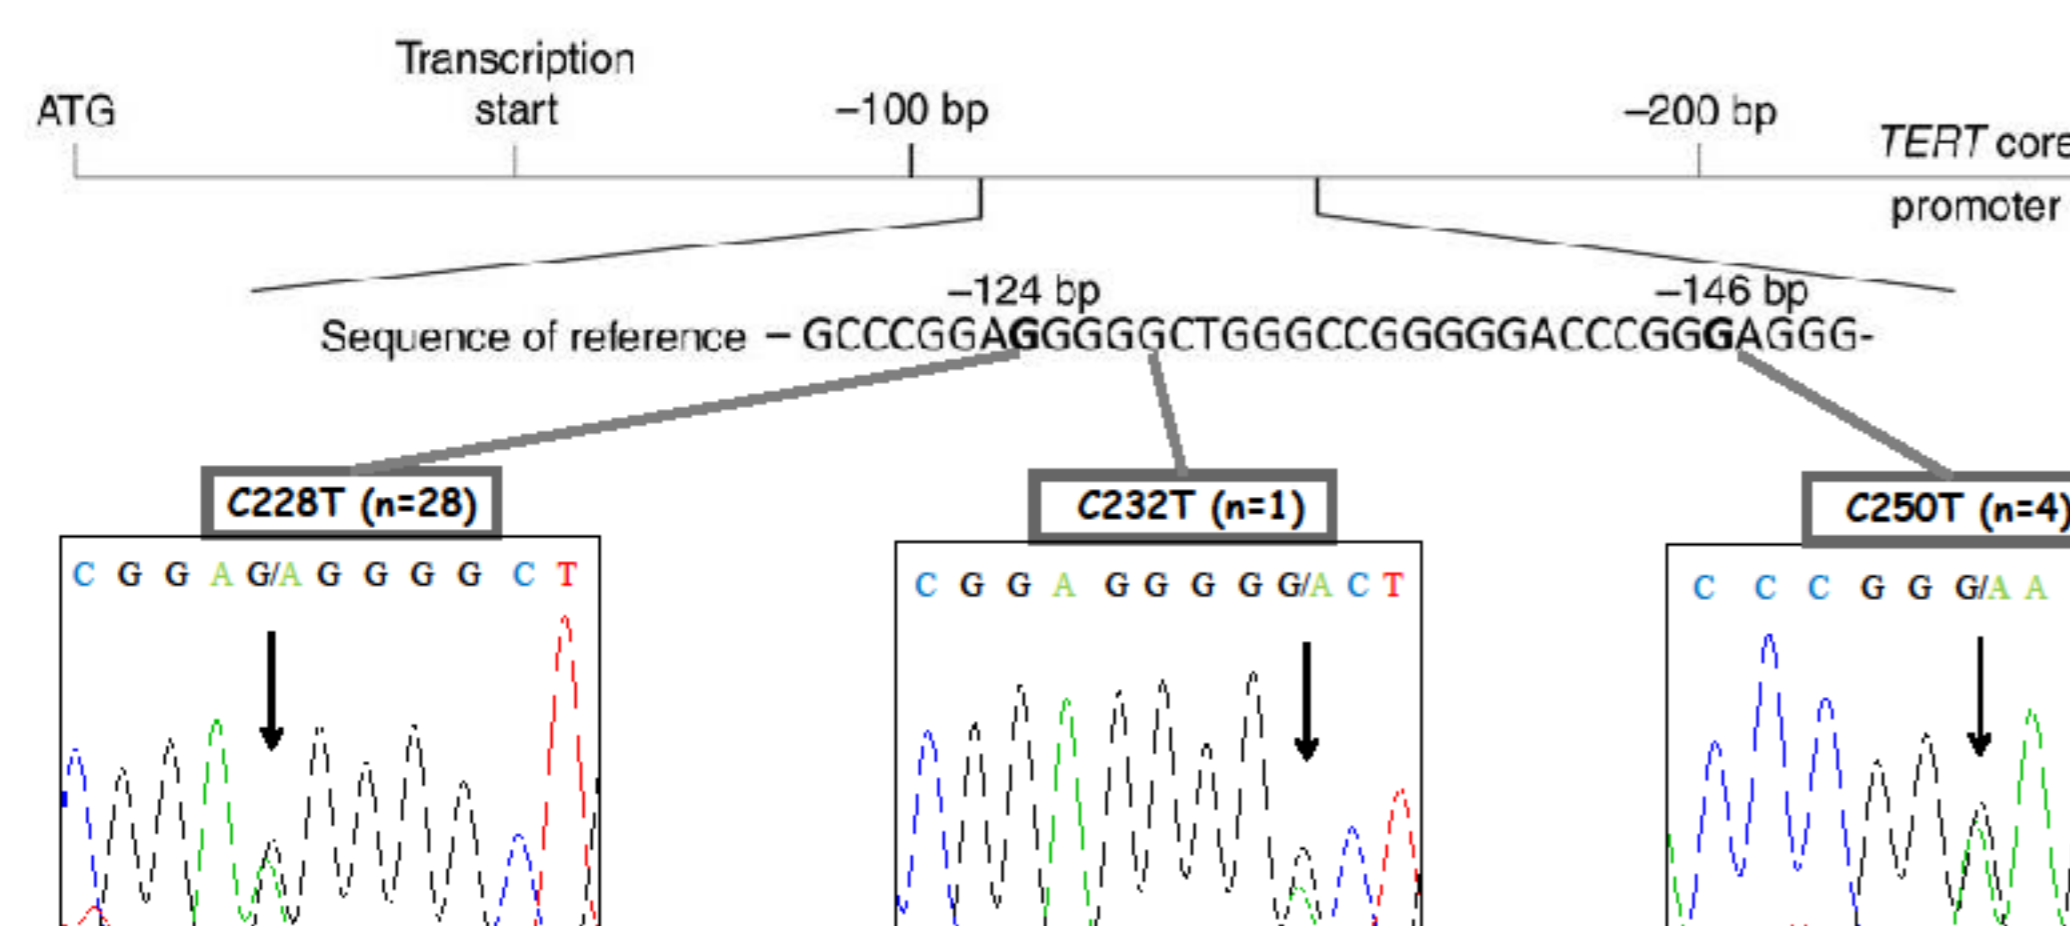 Transcription
start
ATG
–100 bp
–200 bp
TERT core
promoter
–124 bp
–146 bp
Sequence of reference – GCCCGGAGGGGGGCTGGGCCGGGGGACCCGGGAGGG-
C228T (n=28)
C232T (n=1)
C250T (n=4)
C G G A G/A G G G G C T
C G G A G G G G G/A C T
C C C G G G/A A